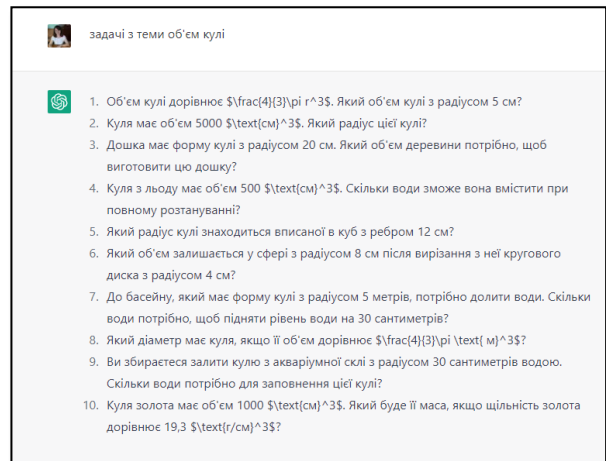 задачі з теми об'єм кулі
1. Об'єм кулі дорівнює $\frac{4}{3}\pi r^3$. Який об'єм кулі з радіусом 5 см?
2. Куля має об'єм 5000 $\text{см}^3$. Який радіус цієї кулі?
3. Дошка має форму кулі з радіусом 20 см. Який об'єм деревини потрібно, щоб
виготовити цю дошку?
4. Куля з льоду має об'єм 500 $\text{см}^3$. Скільки води зможе вона вмістити при
повному розтануванні?
5. Який радіус кулі знаходиться вписаної в куб з ребром 12 см?
6. Який об'єм залишається у сфері з радіусом 8 см після вирізання з неї кругового
диска з радіусом 4 см?
7. До басейну, який має форму кулі з радіусом 5 метрів, потрібно долити води. Скільки
води потрібно, щоб підняти рівень води на 30 сантиметрів?
8. Який діаметр має куля, якщо її об'єм дорівнює $\frac{4}{3}\pi \text{ м}^3$?
9. Ви збираєтеся залити кулю з акваріумної склі з радіусом 30 сантиметрів водою.
Скільки води потрібно для заповнення цієї кулі?
10. Куля золота має об'єм 1000 $\text{см}^3$. Який буде її маса, якщо щільність золота
дорівнює 19,3 $\text{г/см}^3$?